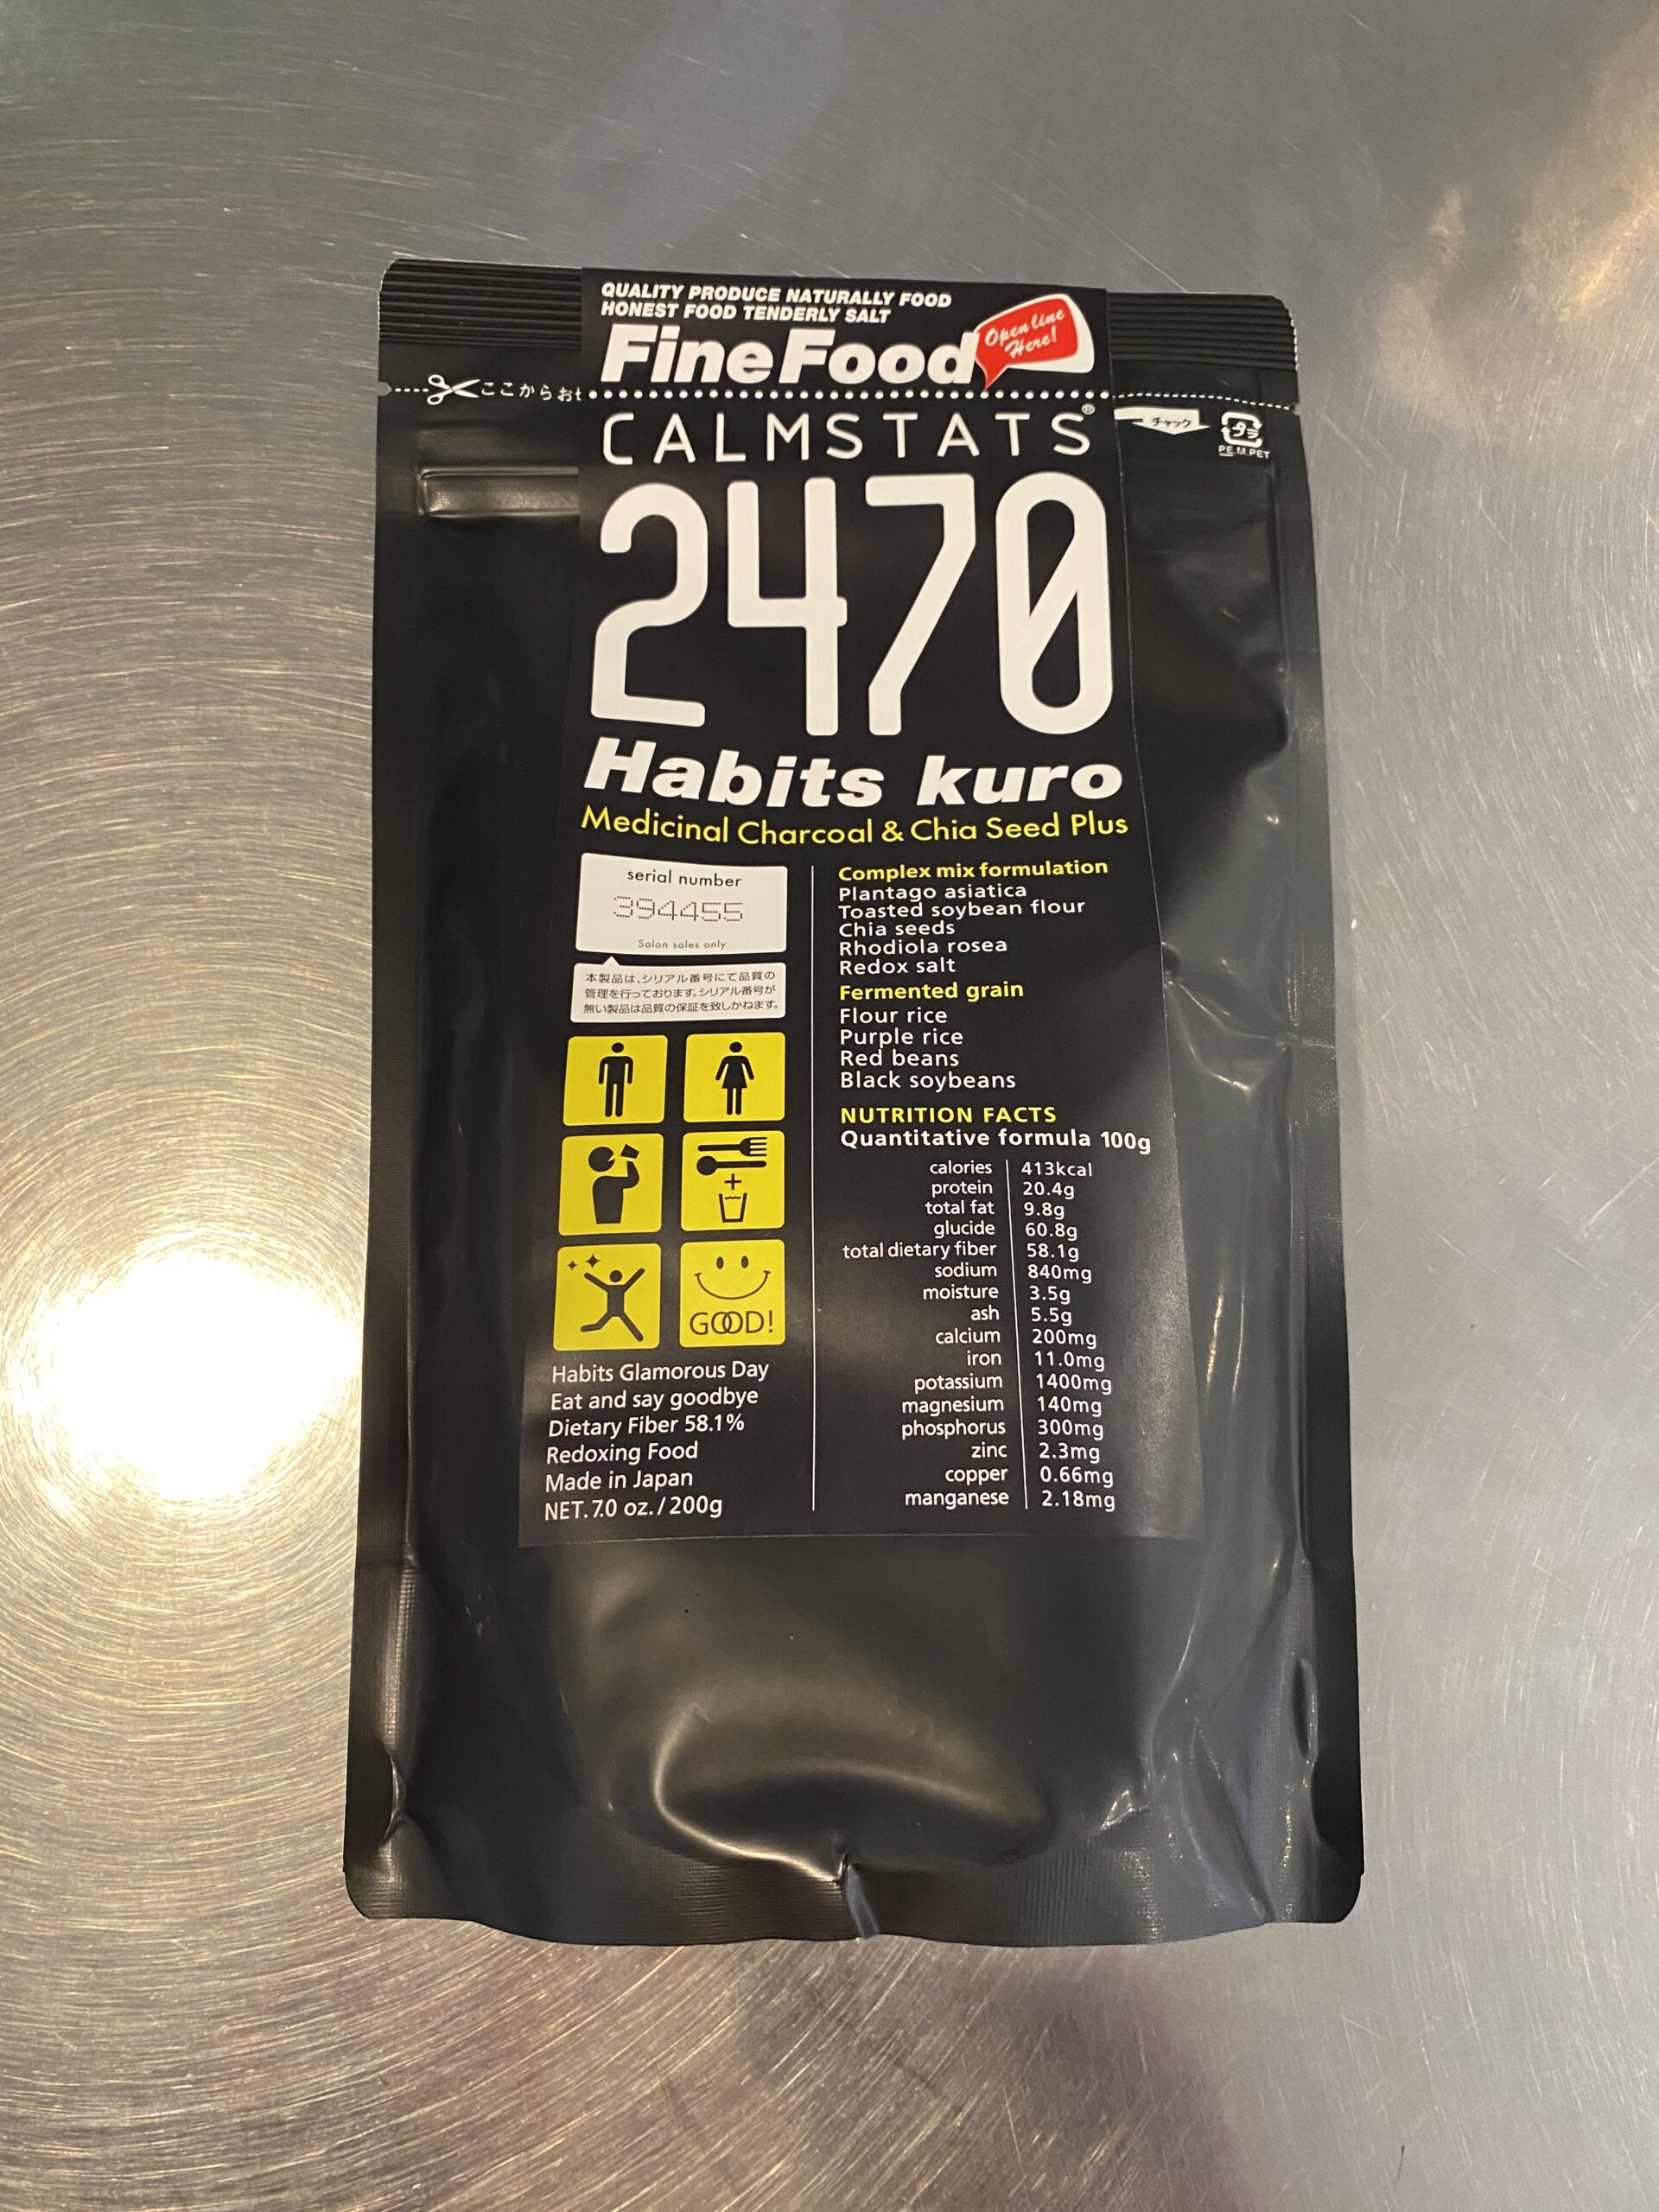 QUALITY PRODUCE NATURALLY FOOD
HONEST FOOD TENDERLY SALT
FineFood
Open line
Here!
ここからお
チャック
プラ
PE.M.PET
CALMSTATS®
2470
Habits kuro
Medicinal Charcoal & Chia Seed Plus
serial number
394455
Salon sales only
本製品は、シリアル番号にて品質の
管理を行っております。シリアル番号が
無い製品は品質の保証を致しかねます。
GOOD!
Habits Glamorous Day
Eat and say goodbye
Dietary Fiber 58.1%
Redoxing Food
Made in Japan
NET. 7.0 oz. / 200g
Complex mix formulation
Plantago asiatica
Toasted soybean flour
Chia seeds
Rhodiola rosea
Redox salt
Fermented grain
Flour rice
Purple rice
Red beans
Black soybeans
NUTRITION FACTS
Quantitative formula 100g
calories 413kcal
protein 20.4g
total fat 9.8g
glucide 60.8g
total dietary fiber 58.1g
sodium 840mg
moisture 3.5g
ash 5.5g
calcium 200mg
iron 11.0mg
potassium 1400mg
magnesium 140mg
phosphorus 300mg
zinc 2.3mg
copper 0.66mg
manganese 2.18mg